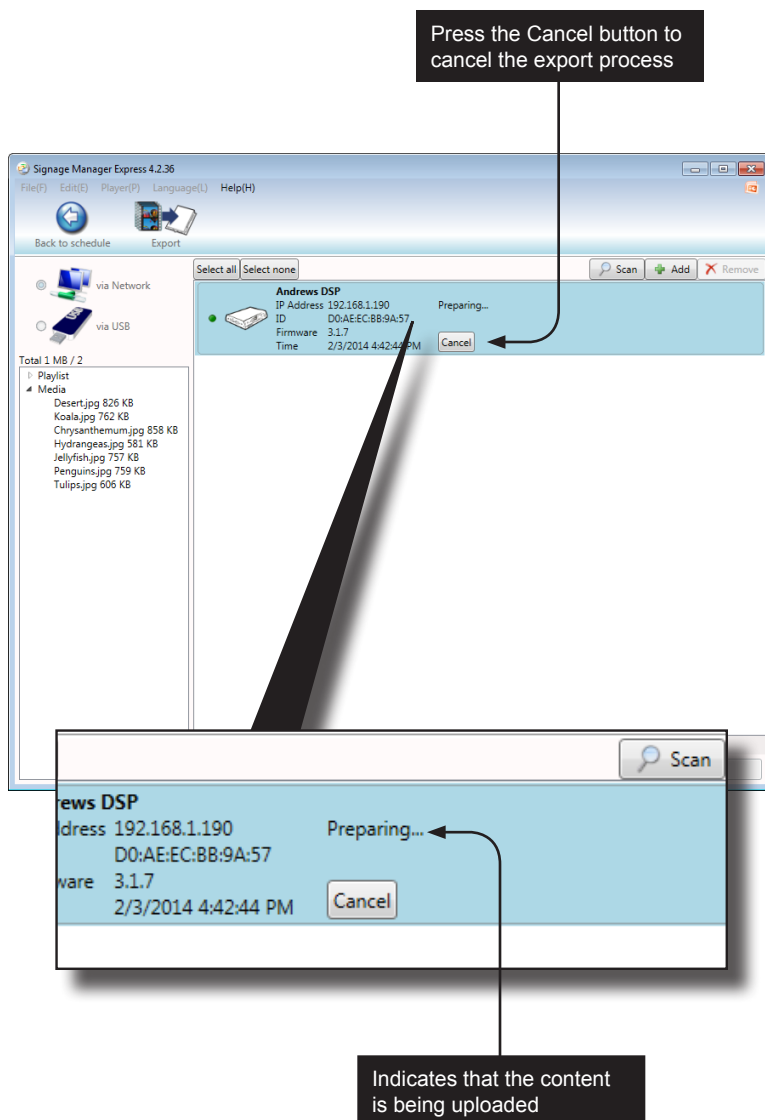 Press the Cancel button to
cancel the export process
Signage Manager Express 4.2.36
File(F) Edit(E) Player(P) Language(L) Help(H)
Back to schedule Export
Select all Select none Scan Add Remove
via Network
via USB
Andrews DSP
IP Address 192.168.1.190 Preparing...
ID D0:AE:EC:BB:9A:57
Firmware 3.1.7
Time 2/3/2014 4:42:44 PM Cancel
Total 1 MB / 2
Playlist
Media
Desert.jpg 826 KB
Koala.jpg 762 KB
Chrysanthemum.jpg 858 KB
Hydrangeas.jpg 581 KB
Jellyfish.jpg 757 KB
Penguins.jpg 759 KB
Tulips.jpg 606 KB
Scan
rews DSP
ddress 192.168.1.190 Preparing...
D0:AE:EC:BB:9A:57
ware 3.1.7
2/3/2014 4:42:44 PM Cancel
Indicates that the content
is being uploaded